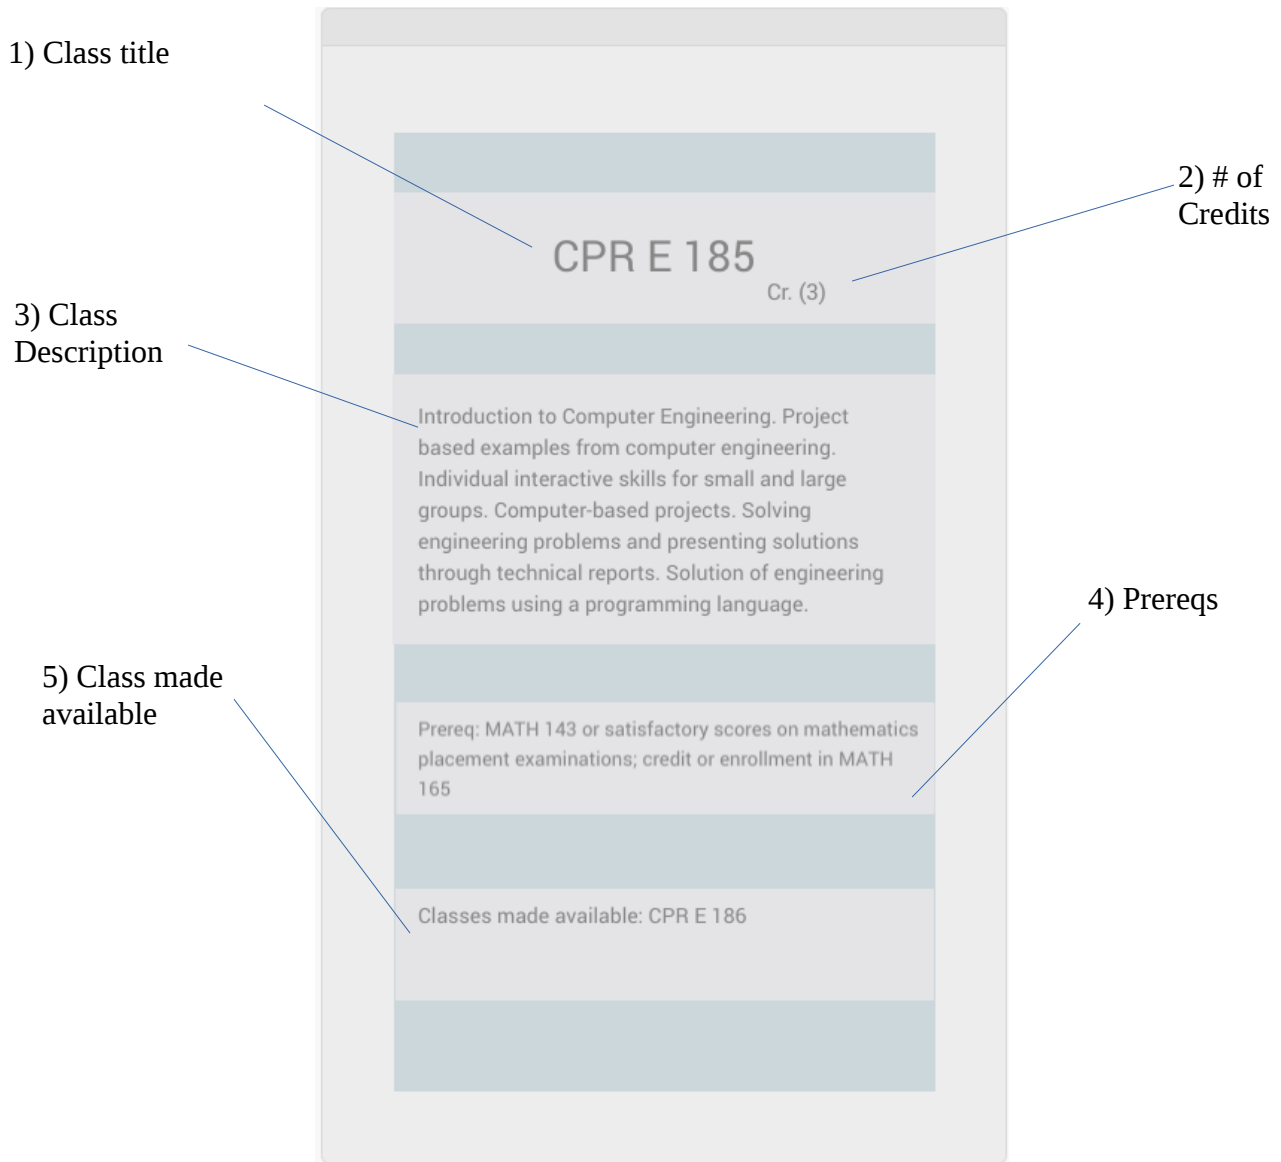 1) Class title
2) # of
Credits
CPR E 185
Cr. (3)
3) Class
Description
Introduction to Computer Engineering. Project
based examples from computer engineering.
Individual interactive skills for small and large
groups. Computer-based projects. Solving
engineering problems and presenting solutions
through technical reports. Solution of engineering
problems using a programming language.
4) Prereqs
5) Class made
available
Prereq: MATH 143 or satisfactory scores on mathematics
placement examinations; credit or enrollment in MATH
165
Classes made available: CPR E 186